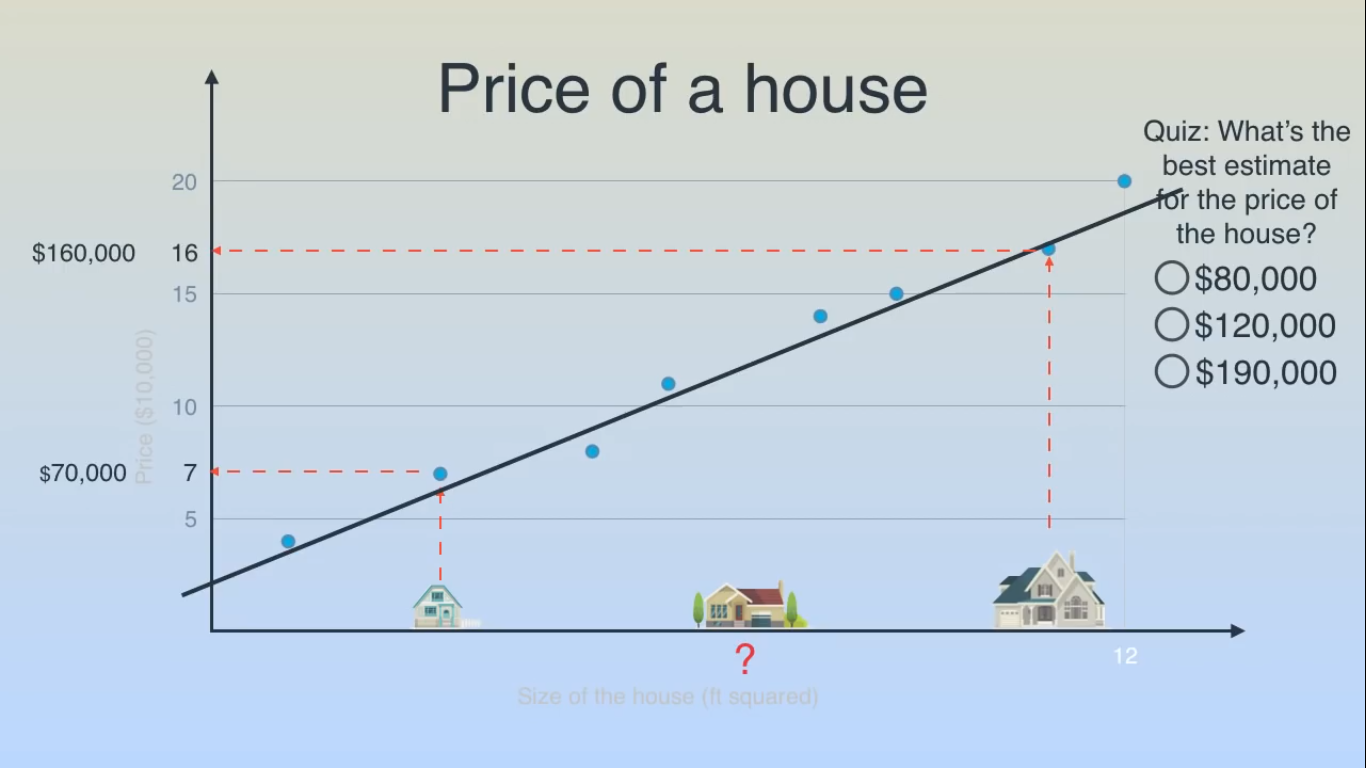 Price of a house
Quiz: What's the
best estimate
for the price of
the house?
$80,000
$120,000
$190,000
20
$160,000 16
15
Price ($10,000)
10
$70,000 7
5
?
12
Size of the house (ft squared)